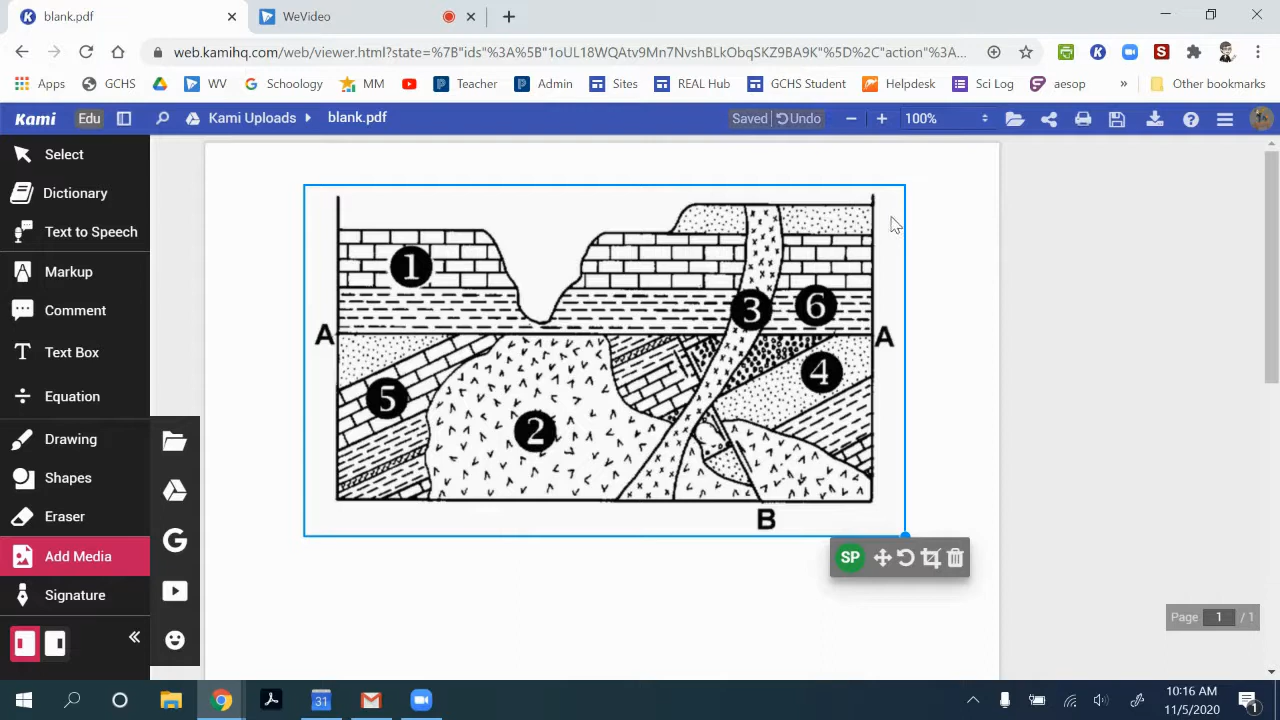 blank.pdf
WeVideo
web.kamihq.com/web/viewer.html?state=%7B"ids"%3A%5B"1oUL18WQAtv9Mn7NvshBLkObqSKZ9BA9K"%5D%2C"action"%3A...
Apps GCHS WV Schoology MM Teacher Admin Sites REAL Hub GCHS Student Helpdesk Sci Log aesop » Other bookmarks
Kami Edu Kami Uploads blank.pdf Saved Undo 100%
Select
Dictionary
Text to Speech
Markup
Comment
Text Box
Equation
Drawing
Shapes
Eraser
Add Media
Signature
1
3 6
A A
4
5
2
B
SP
Page 1 / 1
31
10:16 AM
11/5/2020
1